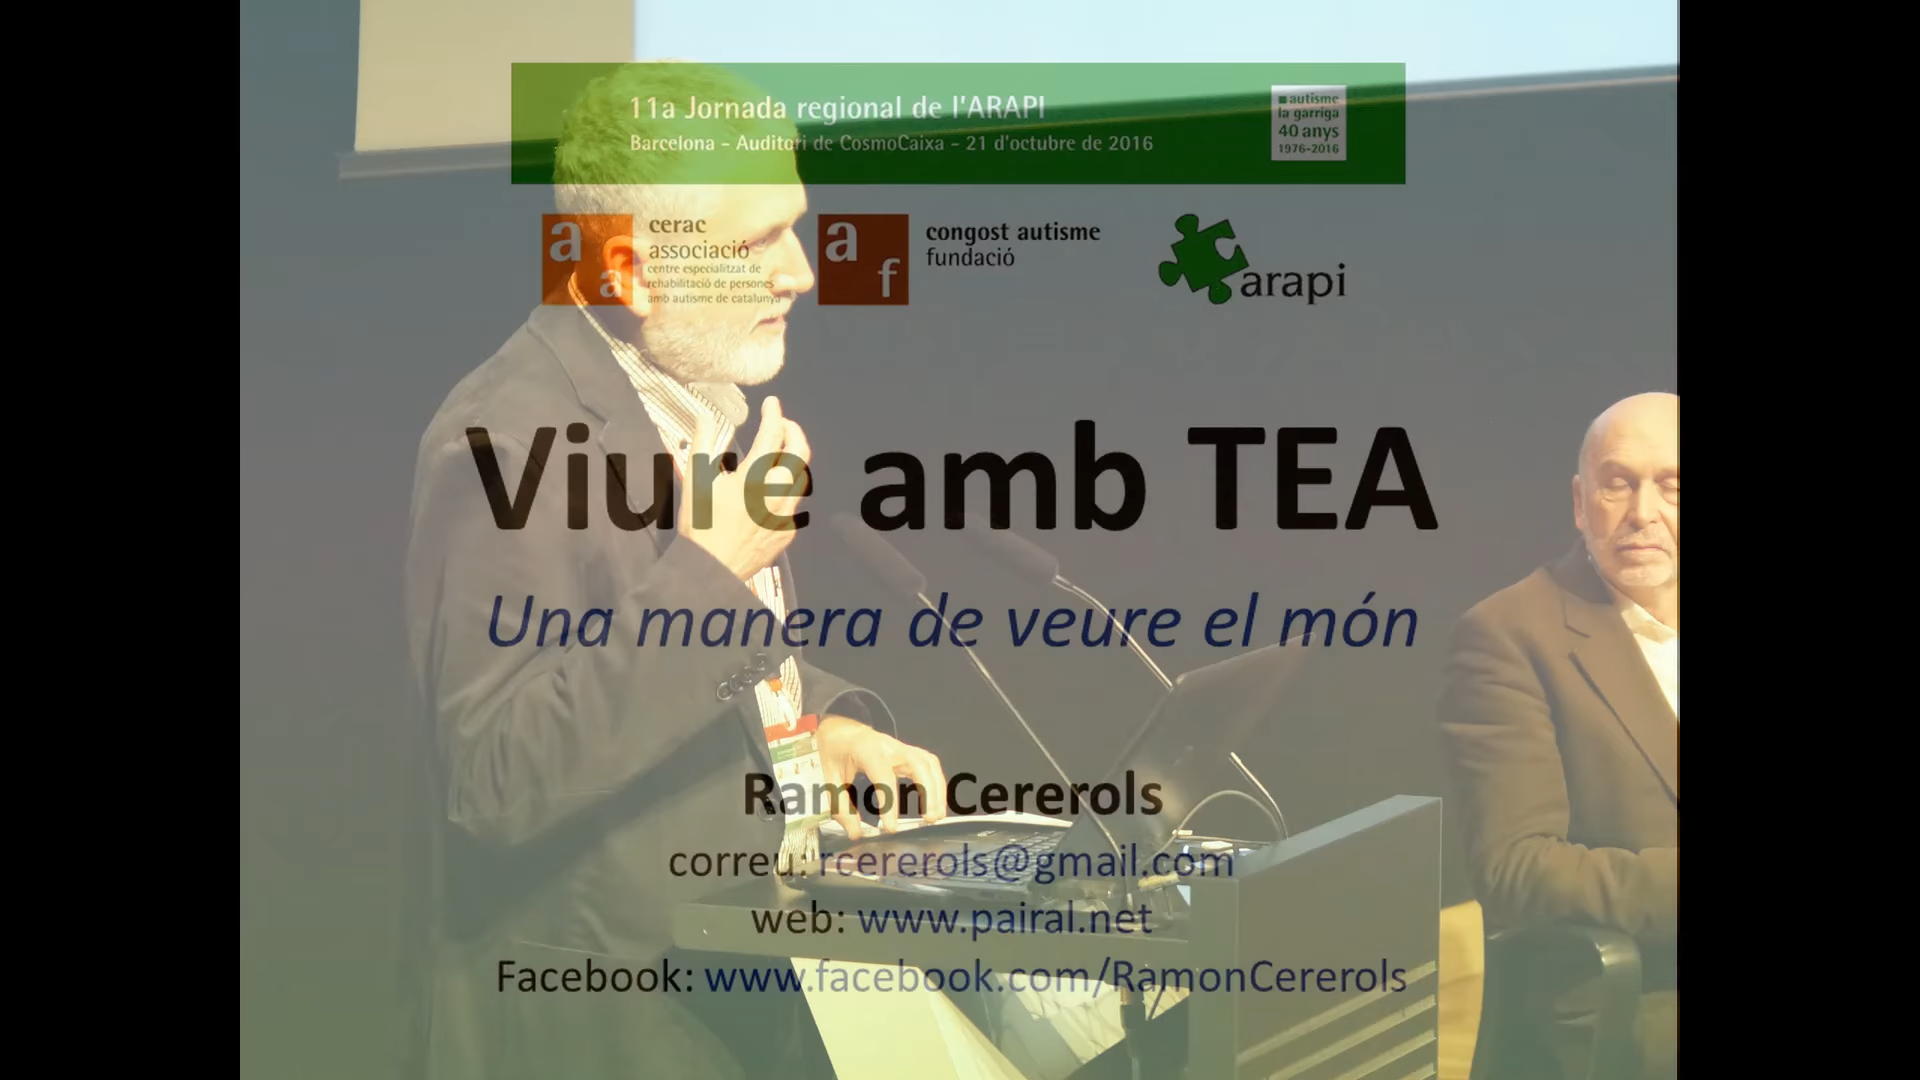 11a Jornada regional de l'ARAPI
Barcelona - Auditori de CosmoCaixa - 21 d'octubre de 2016
autisme
la garriga
40 anys
1976-2016
a
a
cerac
associació
centre especialitzat de
rehabilitació de persones
amb autisme de catalunya
a
f
congost autisme
fundació
arapi
Viure amb TEA
Una manera de veure el món
Ramon Cererols
correu: rcererols@gmail.com
web: www.pairal.net
Facebook: www.facebook.com/RamonCererols